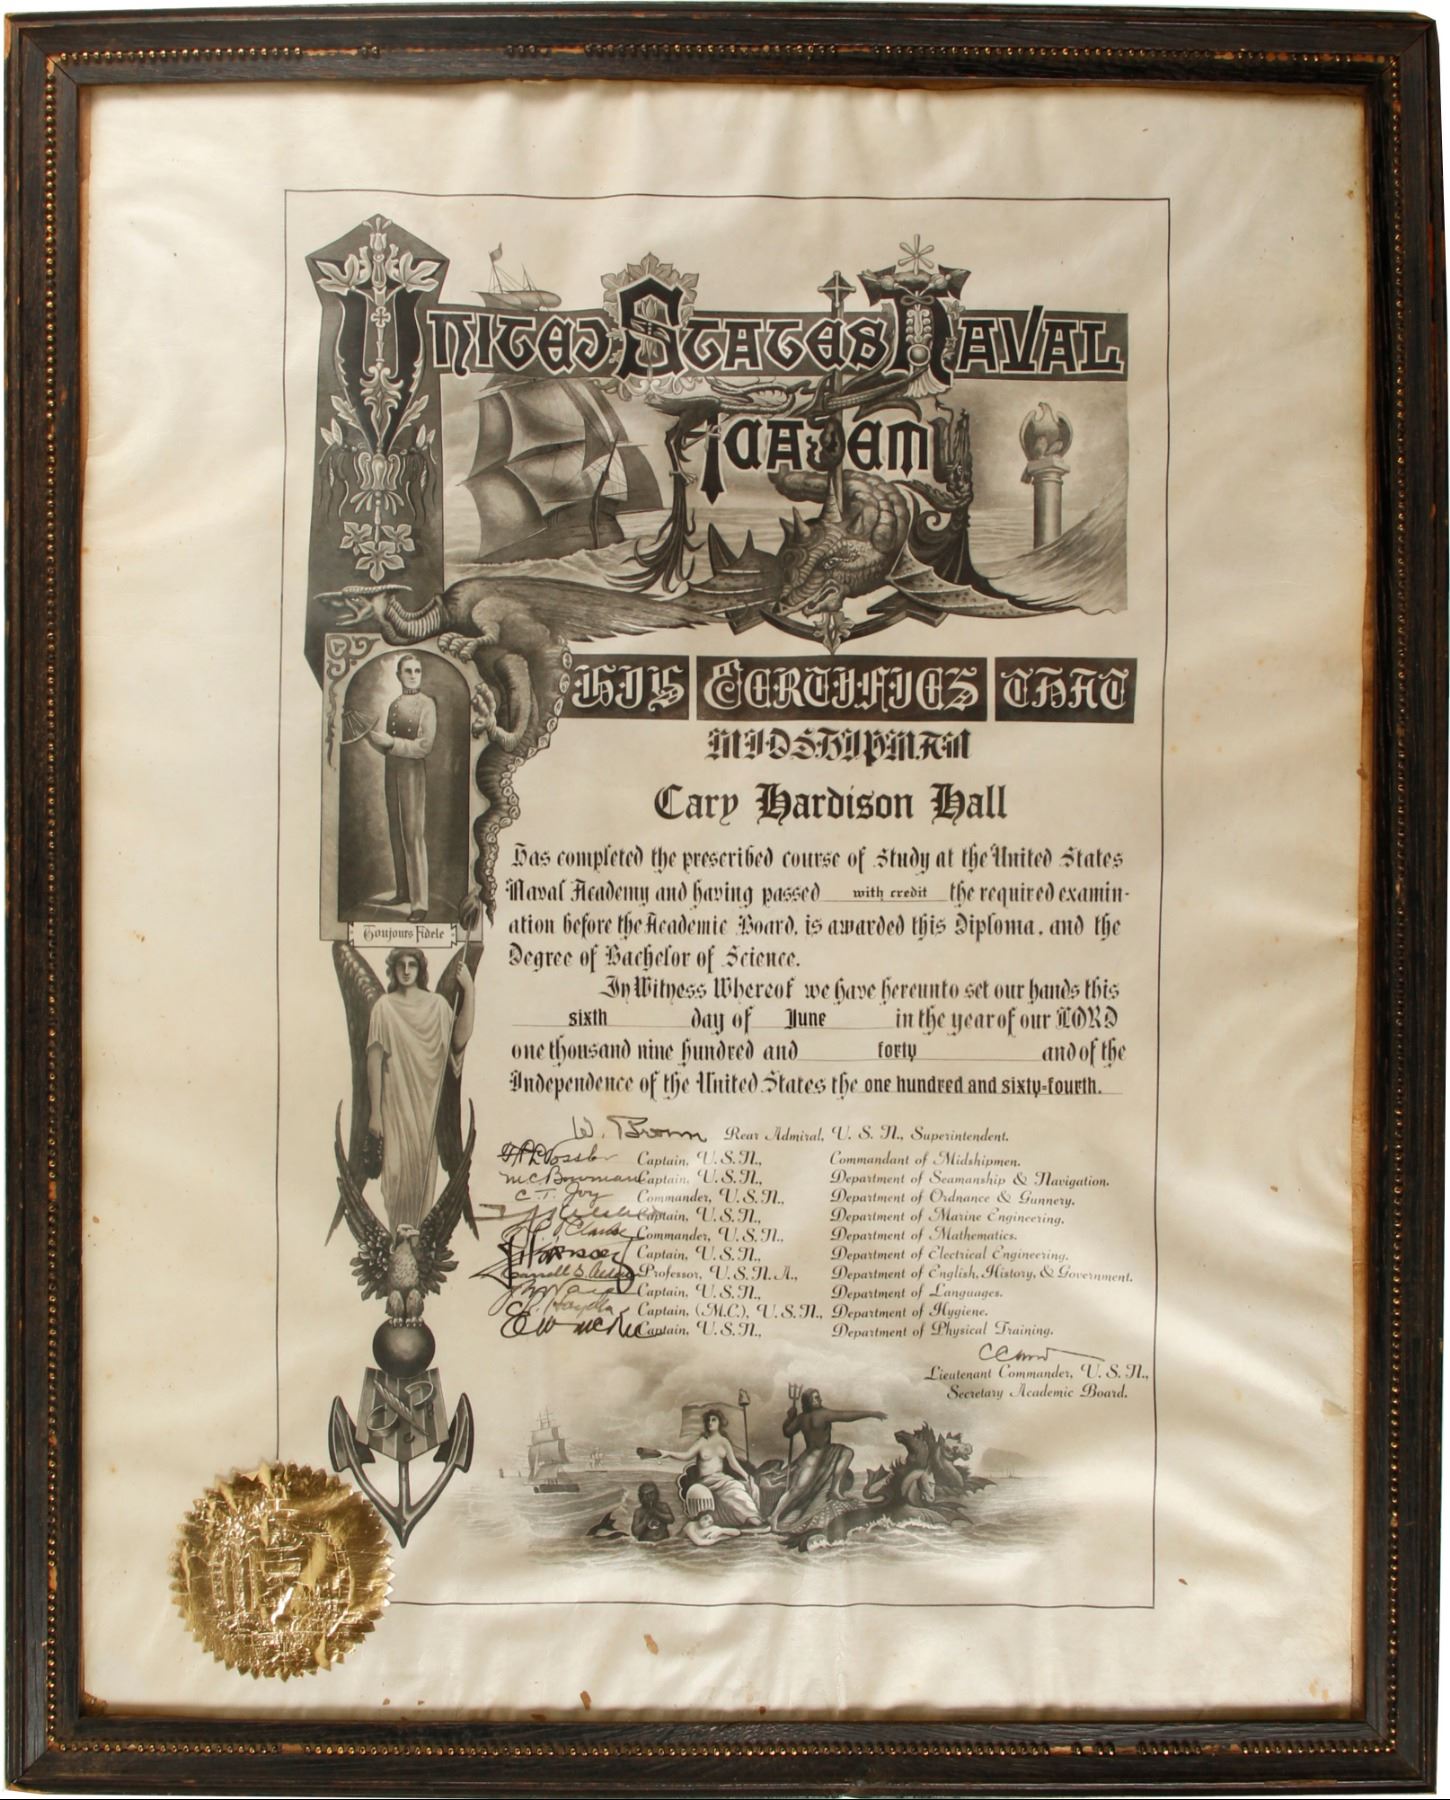 United States Naval
Academy
This Certifies that
Midshipman
Cary Hardison Hall
Has completed the prescribed course of study at the United States
Naval Academy and having passed with credit the required examin-
ation before the Academic Board, is awarded this Diploma, and the
Degree of Bachelor of Science.
In Witness Whereof we have hereunto set our hands this
sixth day of June in the year of our LORD
one thousand nine hundred and forty and of the
Independence of the United States the one hundred and sixty-fourth.
Toujours Fidele
W. Brown Rear Admiral, U. S. N., Superintendent.
Captain, U. S. N., Commandant of Midshipmen.
Captain, U. S. N., Department of Seamanship & Navigation.
C. T. Joy Commander, U. S. N., Department of Ordnance & Gunnery.
Captain, U. S. N., Department of Marine Engineering.
Commander, U. S. N., Department of Mathematics.
Captain, U. S. N., Department of Electrical Engineering.
Professor, U. S. N. A., Department of English, History, & Government.
Captain, U. S. N., Department of Languages.
Captain, (M.C.), U. S. N., Department of Hygiene.
Captain, U. S. N., Department of Physical Training.
Lieutenant Commander, U. S. N.,
Secretary Academic Board.